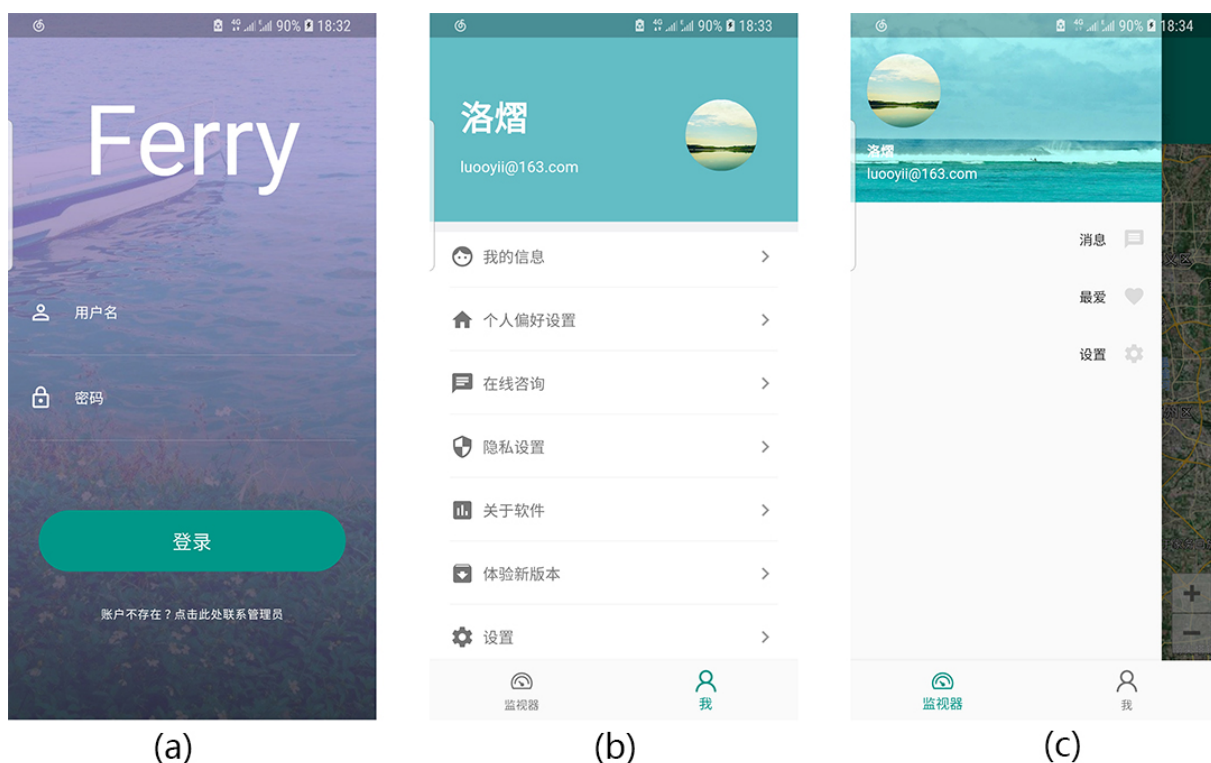 90% 18:32
Ferry
用户名
密码
登录
账户不存在？点击此处联系管理员
(a)
90% 18:33
洛熠
luooyii@163.com
我的信息
个人偏好设置
在线咨询
隐私设置
关于软件
体验新版本
设置
监视器
我
(b)
90% 18:34
洛熠
luooyii@163.com
消息
最爱
设置
+
−
监视器
我
(c)